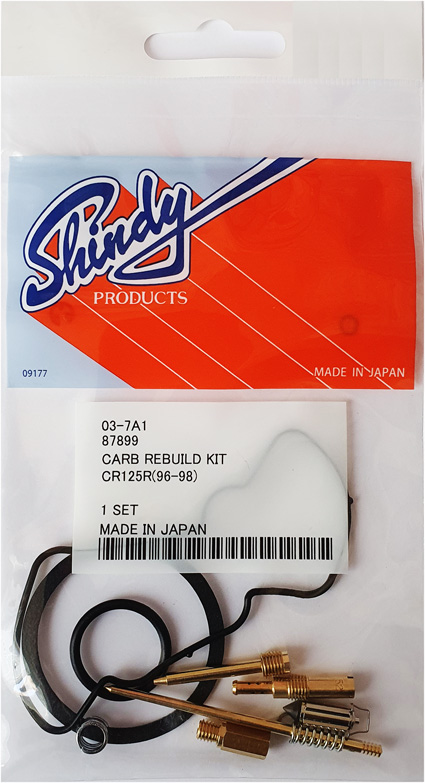 Shindy
PRODUCTS
09177
MADE IN JAPAN
03-7A1
87899
CARB REBUILD KIT
CR125R(96-98)
1 SET
MADE IN JAPAN